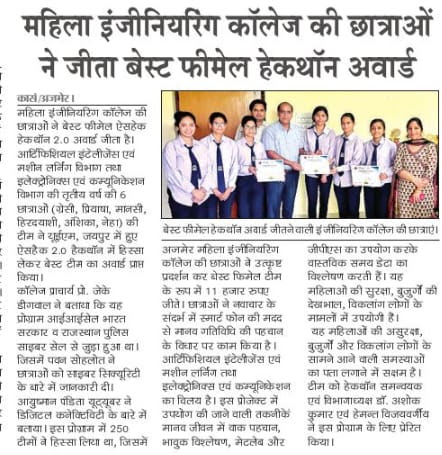 महिला इंजीनियरिंग कॉलेज की छात्राओं
ने जीता बेस्ट फीमेल हेकथॉन अवार्ड
कासं/अजमेर।
महिला इंजीनियरिंग कॉलेज की
छात्राओं ने बेस्ट फीमेल ऐसहेक
हेकथॉन 2.0 अवार्ड जीता है।
आर्टिफिशियल इंटेलीजेंस एवं
मशीन लर्निंग विभाग तथा
इलेक्ट्रोनिक्स एवं कम्युनिकेशन
विभाग की तृतीय वर्ष की 6
छात्राओं (ग्रेसी, प्रियाषा, मानसी,
हिरदयाशी, अंशिका, नेहा) की
टीम ने यूईएम, जयपुर में हुए
ऐसहैक 2.0 हैकथॉन में हिस्सा
लेकर बेस्ट टीम का अवार्ड प्राप्त
किया।
कॉलेज प्राचार्य प्रो. जेके
डीगवाल ने बताया कि यह
प्रोग्राम आईआईसेल भारत
सरकार व राजस्थान पुलिस
साइबर सेल से जुड़ा हुआ था।
जिसमें पवन सोहलोत ने
छात्राओं को साइबर सिक्यूरिटी
के बारे में जानकारी दी।
आयुष्मान पंडिता यूट्यूबर ने
डिजिटल कनेक्टिविटी के बारे में
बताया। इस प्रोग्राम में 250
टीमों ने हिस्सा लिया था, जिसमें
बेस्ट फीमेल हेकथॉन अवार्ड जीतने वाली इंजीनियरिंग कॉलेज की छात्राएं।
अजमेर महिला इंजीनियरिंग
कॉलेज की छात्राओं ने उत्कृष्ट
प्रदर्शन कर बेस्ट फिमेल टीम
के रूप में 11 हजार रुपए
जीते। छात्राओं ने नवाचार के
संदर्भ में स्मार्ट फोन की मदद
से मानव गतिविधि की पहचान
के विधार पर काम किया है।
आर्टिफिशियल इंटेलीजेंस एवं
मशीन लर्निग तथा
इलेक्ट्रोनिक्स एवं कम्युनिकेशन
का विलय है। इस प्रोजेक्ट में
उपयोग की जाने वाली तकनीकें
मानव जीवन में वाक पहचान,
भावुक विश्लेषण, मेटलेब और
जीपीएस का उपयोग करके
वास्तविक समय डेटा का
विश्लेषण करती हैं। यह
महिलाओं की सुरक्षा, बुजुर्गों की
देखभाल, विकलांग लोगों के
मामलों में उपयोगी हैं।
यह महिलाओं की असुरक्षा,
बुजुर्गों और विकलांग लोगों के
सामने आने वाली समस्याओं
का पता लगाने में सक्षम है।
टीम को हेकथॉन समन्वयक
एवं विभागाध्यक्ष डॉ. अशोक
कुमार एवं हेमन्त विजयवर्गीय
ने इस प्रोग्राम के लिए प्रेरित
किया।